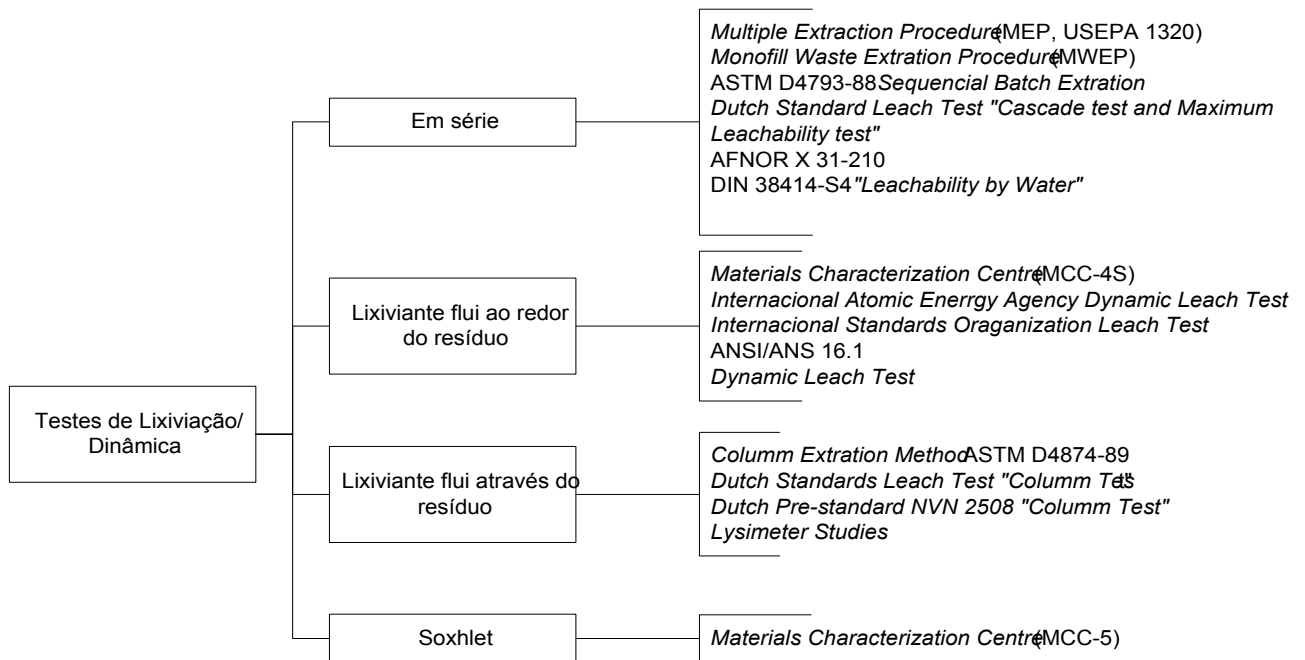 Em série
Multiple Extraction Procedure (MEP, USEPA 1320)
Monofill Waste Extration Procedure (MWEP)
ASTM D4793-88 Sequencial Batch Extration
Dutch Standard Leach Test "Cascade test and Maximum
Leachability test"
AFNOR X 31-210
DIN 38414-S4 "Leachability by Water"
Lixiviante flui ao redor
do resíduo
Materials Characterization Centre (MCC-4S)
Internacional Atomic Enerrgy Agency Dynamic Leach Test
Internacional Standards Oraganization Leach Test
ANSI/ANS 16.1
Dynamic Leach Test
Testes de Lixiviação/
Dinâmica
Lixiviante flui através do
resíduo
Columm Extration Method ASTM D4874-89
Dutch Standards Leach Test "Columm Test"
Dutch Pre-standard NVN 2508 "Columm Test"
Lysimeter Studies
Soxhlet
Materials Characterization Centre (MCC-5)